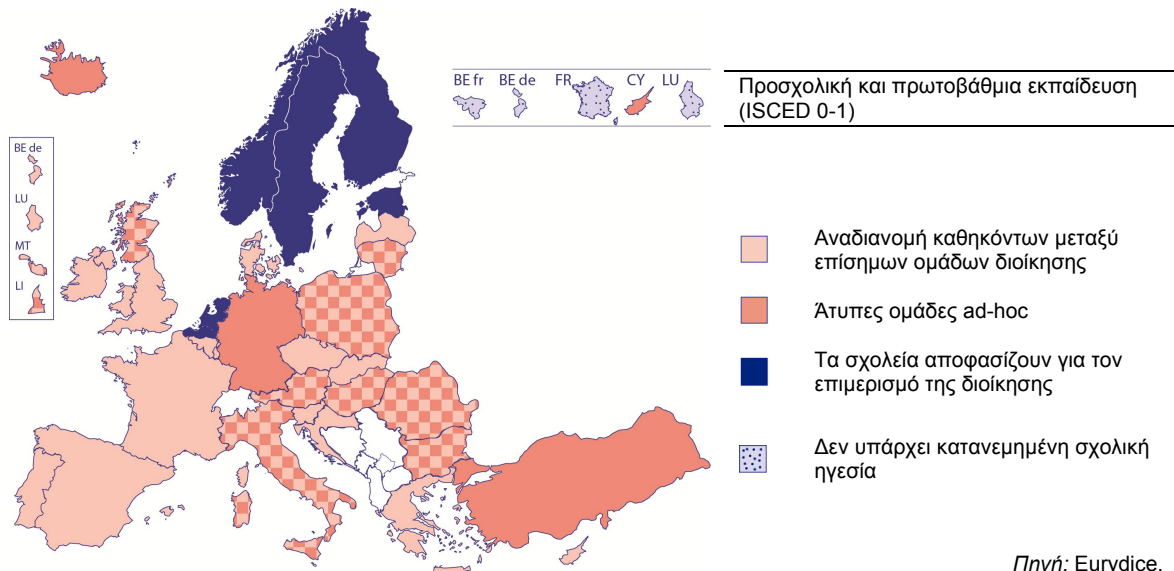 BE fr BE de FR CY LU
Προσχολική και πρωτοβάθμια εκπαίδευση
(ISCED 0-1)
BE de
LU
MT
LI
Αναδιανομή καθηκόντων μεταξύ
επίσημων ομάδων διοίκησης
Άτυπες ομάδες ad-hoc
Τα σχολεία αποφασίζουν για τον
επιμερισμό της διοίκησης
Δεν υπάρχει κατανεμημένη σχολική
ηγεσία
Πηγή: Eurydice.